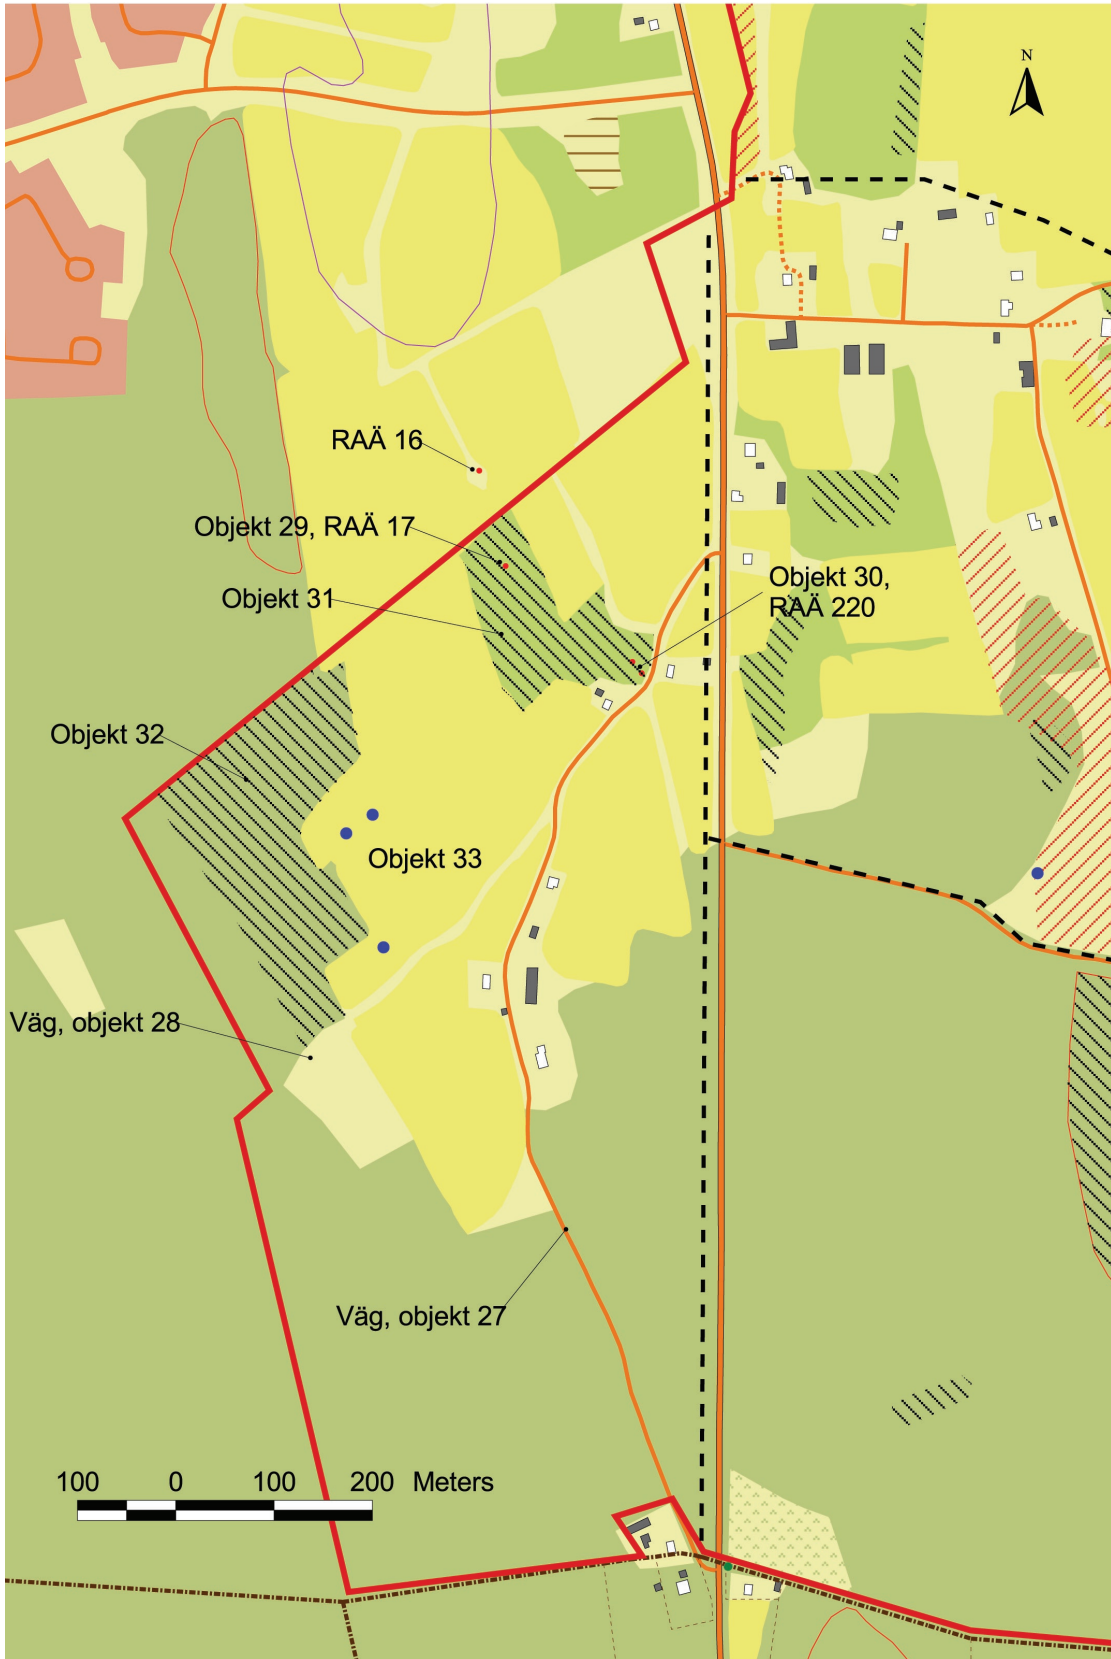 N
RAÄ 16
Objekt 29, RAÄ 17
Objekt 30,
RAÄ 220
Objekt 31
Objekt 32
Objekt 33
Väg, objekt 28
Väg, objekt 27
100 0 100 200 Meters